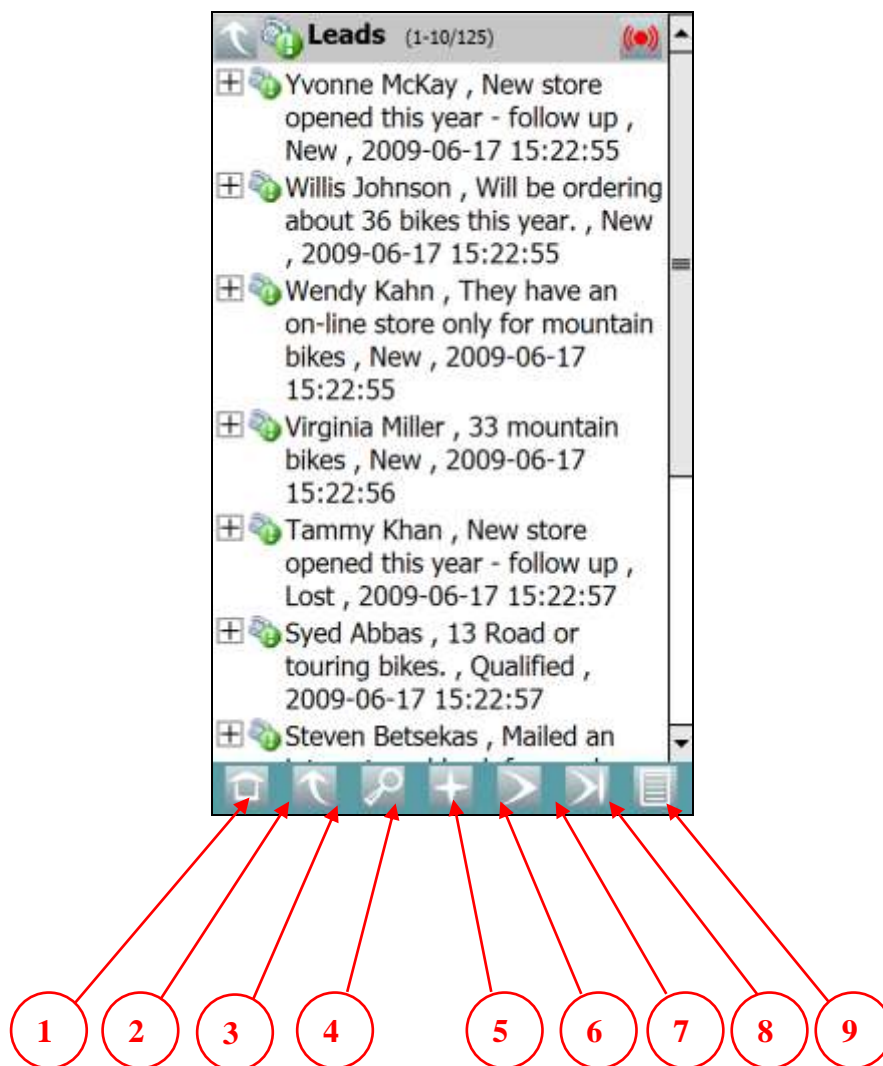 Leads (1-10/125)
Yvonne McKay , New store
opened this year - follow up ,
New , 2009-06-17 15:22:55
Willis Johnson , Will be ordering
about 36 bikes this year. , New
, 2009-06-17 15:22:55
Wendy Kahn , They have an
on-line store only for mountain
bikes , New , 2009-06-17
15:22:55
Virginia Miller , 33 mountain
bikes , New , 2009-06-17
15:22:56
Tammy Khan , New store
opened this year - follow up ,
Lost , 2009-06-17 15:22:57
Syed Abbas , 13 Road or
touring bikes. , Qualified ,
2009-06-17 15:22:57
Steven Betsekas , Mailed an
1 2 3 4 5 6 7 8 9